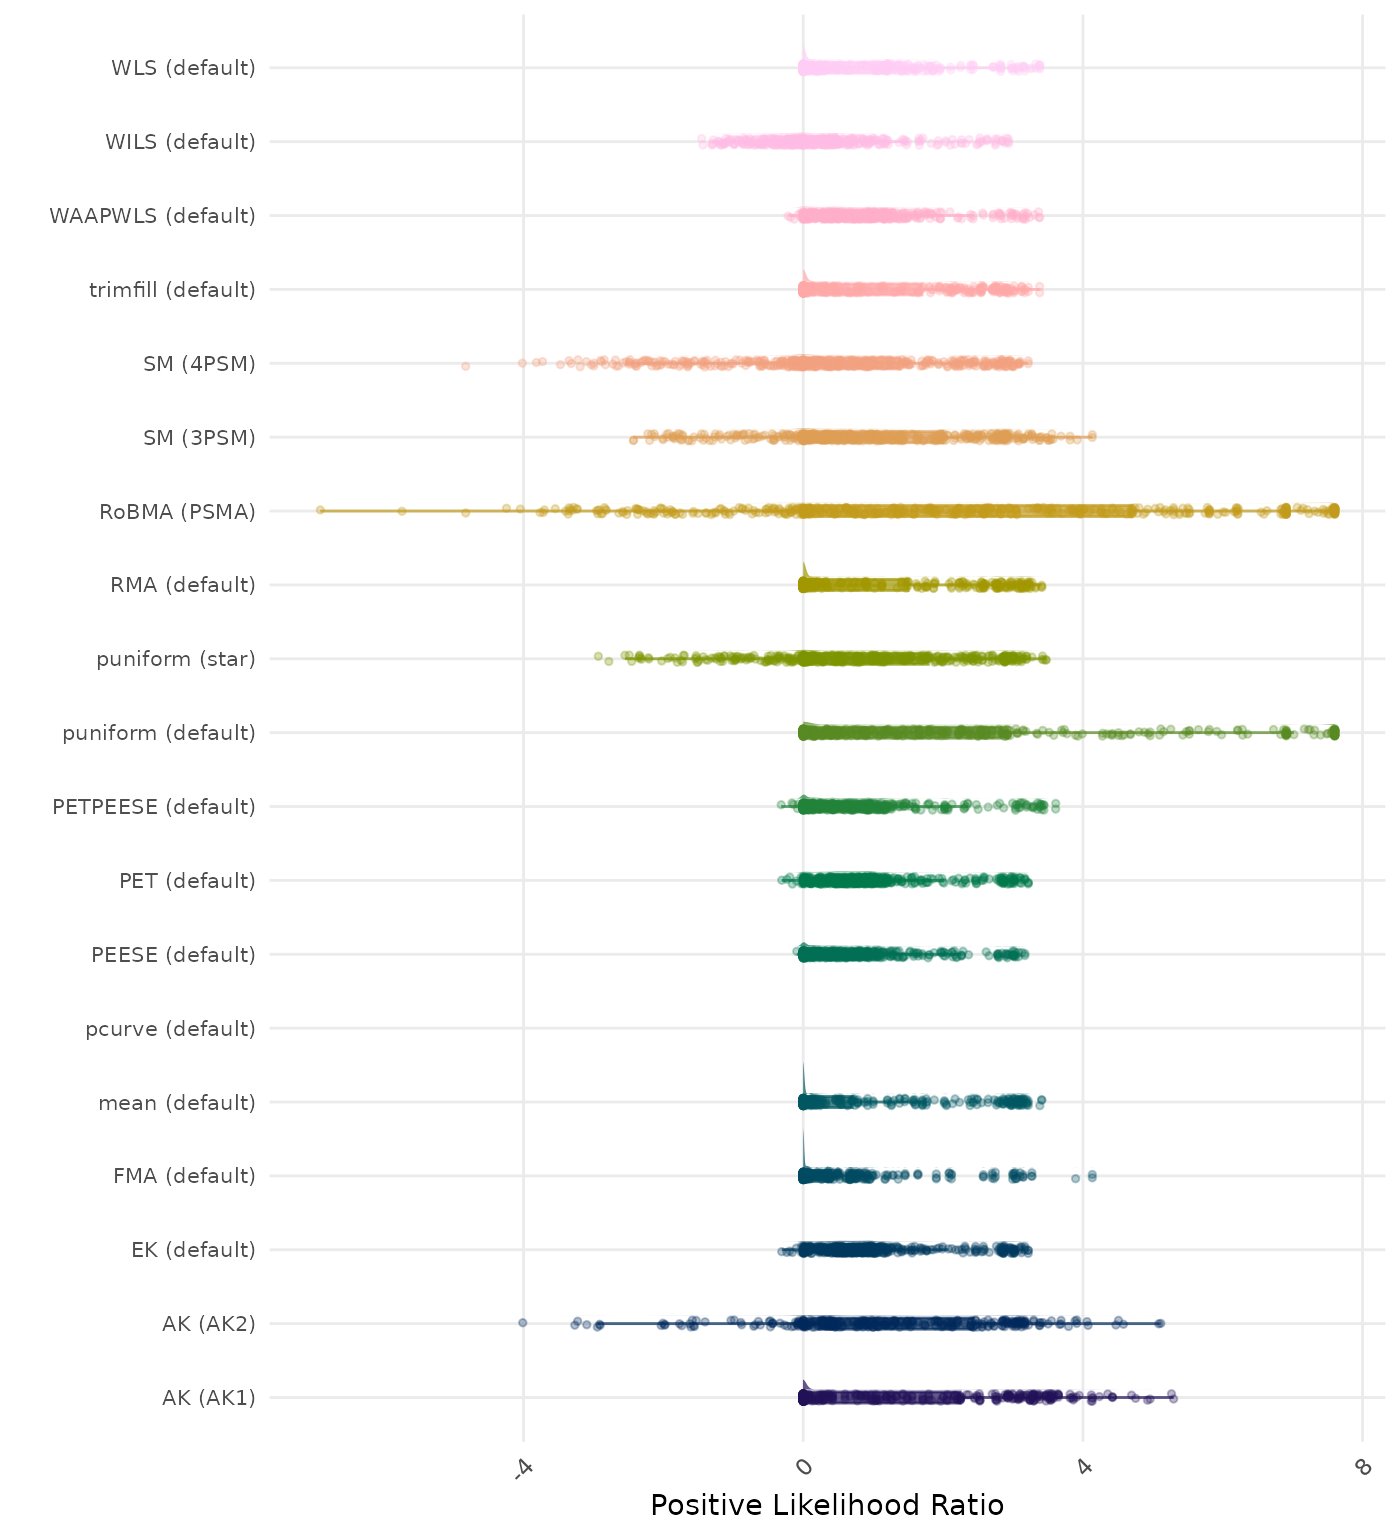 WLS (default)
WILS (default)
WAAPWLS (default)
trimfill (default)
SM (4PSM)
SM (3PSM)
RoBMA (PSMA)
RMA (default)
puniform (star)
puniform (default)
PETPEESE (default)
PET (default)
PEESE (default)
pcurve (default)
mean (default)
FMA (default)
EK (default)
AK (AK2)
AK (AK1)
-4 0 4 8
Positive Likelihood Ratio